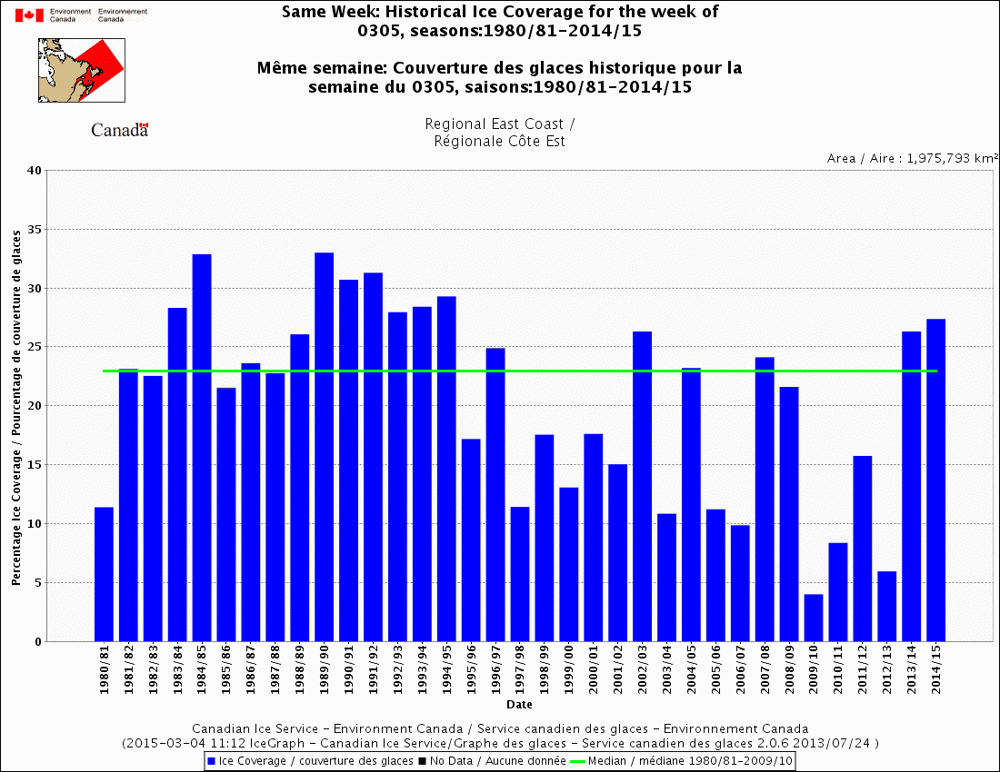 Environment Environnement
Canada Canada
Canada
Same Week: Historical Ice Coverage for the week of
0305, seasons:1980/81-2014/15
Même semaine: Couverture des glaces historique pour la
semaine du 0305, saisons:1980/81-2014/15
Regional East Coast /
Régionale Côte Est
Area / Aire : 1,975,793 km²
Percentage Ice Coverage / Pourcentage de couverture de glaces
40
35
30
25
20
15
10
5
0
1980/81
1981/82
1982/83
1983/84
1984/85
1985/86
1986/87
1987/88
1988/89
1989/90
1990/91
1991/92
1992/93
1993/94
1994/95
1995/96
1996/97
1997/98
1998/99
1999/00
2000/01
2001/02
2002/03
2003/04
2004/05
2005/06
2006/07
2007/08
2008/09
2009/10
2010/11
2011/12
2012/13
2013/14
2014/15
Date
Canadian Ice Service - Environment Canada / Service canadien des glaces - Environnement Canada
(2015-03-04 11:12 IceGraph - Canadian Ice Service/Graphe des glaces - Service canadien des glaces 2.0.6 2013/07/24 )
Ice Coverage / couverture des glaces No Data / Aucune donnée Median / médiane 1980/81-2009/10